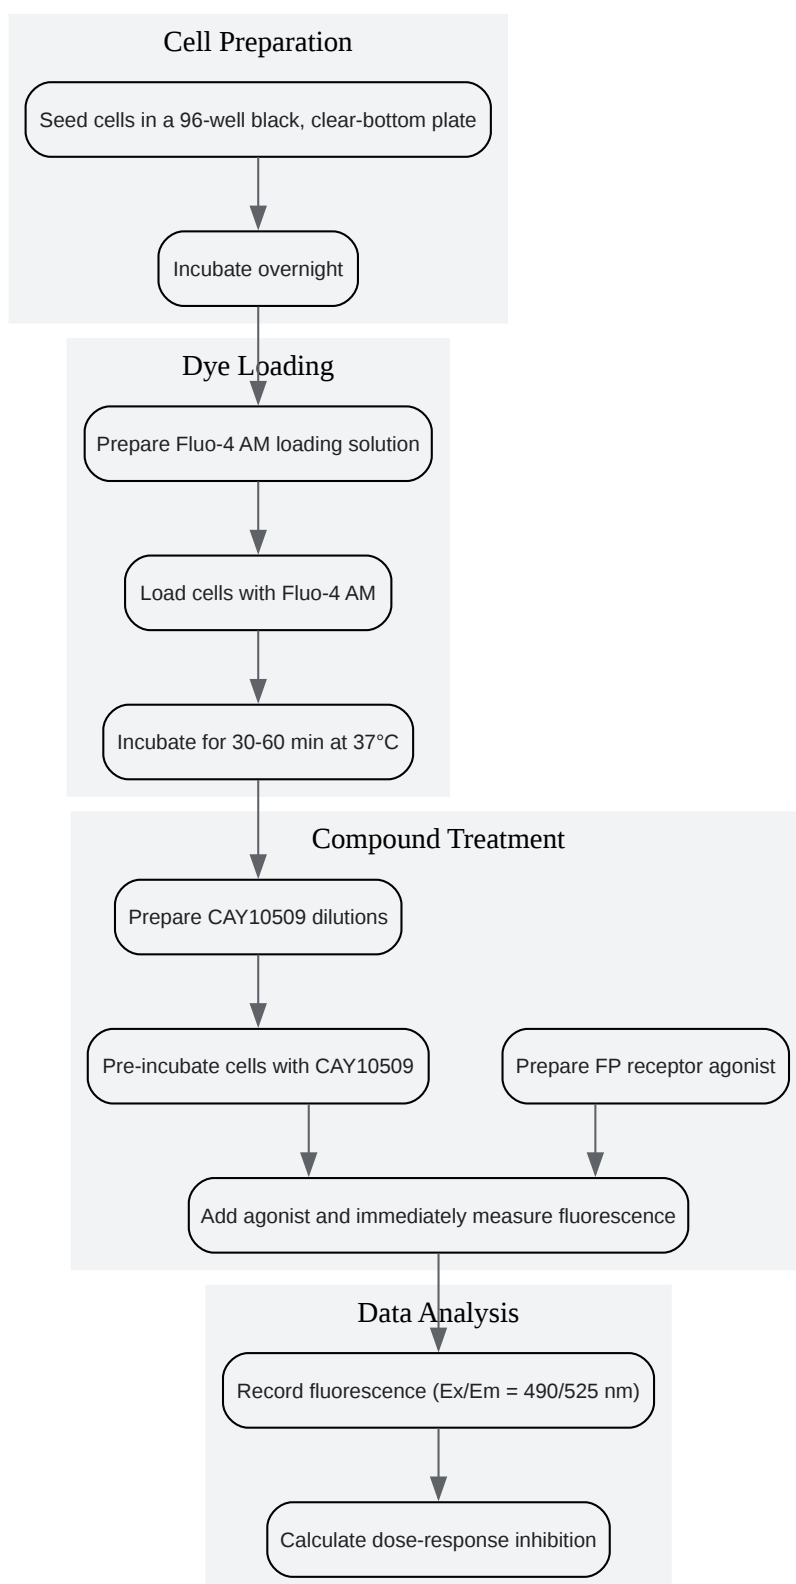 Cell Preparation
Seed cells in a 96-well black, clear-bottom plate
Incubate overnight
Dye Loading
Prepare Fluo-4 AM loading solution
Load cells with Fluo-4 AM
Incubate for 30-60 min at 37°C
Compound Treatment
Prepare CAY10509 dilutions
Pre-incubate cells with CAY10509
Prepare FP receptor agonist
Add agonist and immediately measure fluorescence
Data Analysis
Record fluorescence (Ex/Em = 490/525 nm)
Calculate dose-response inhibition